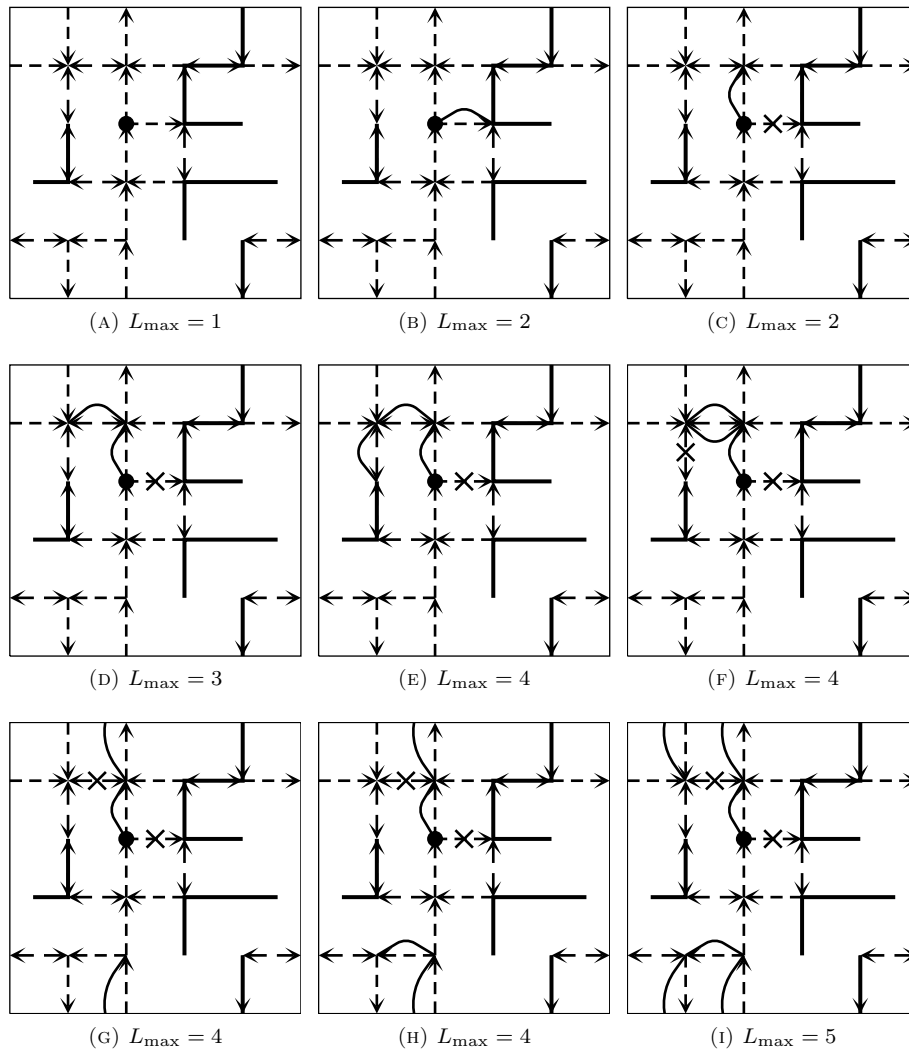 (A) L_max = 1
(B) L_max = 2
(C) L_max = 2
(D) L_max = 3
(E) L_max = 4
(F) L_max = 4
(G) L_max = 4
(H) L_max = 4
(I) L_max = 5